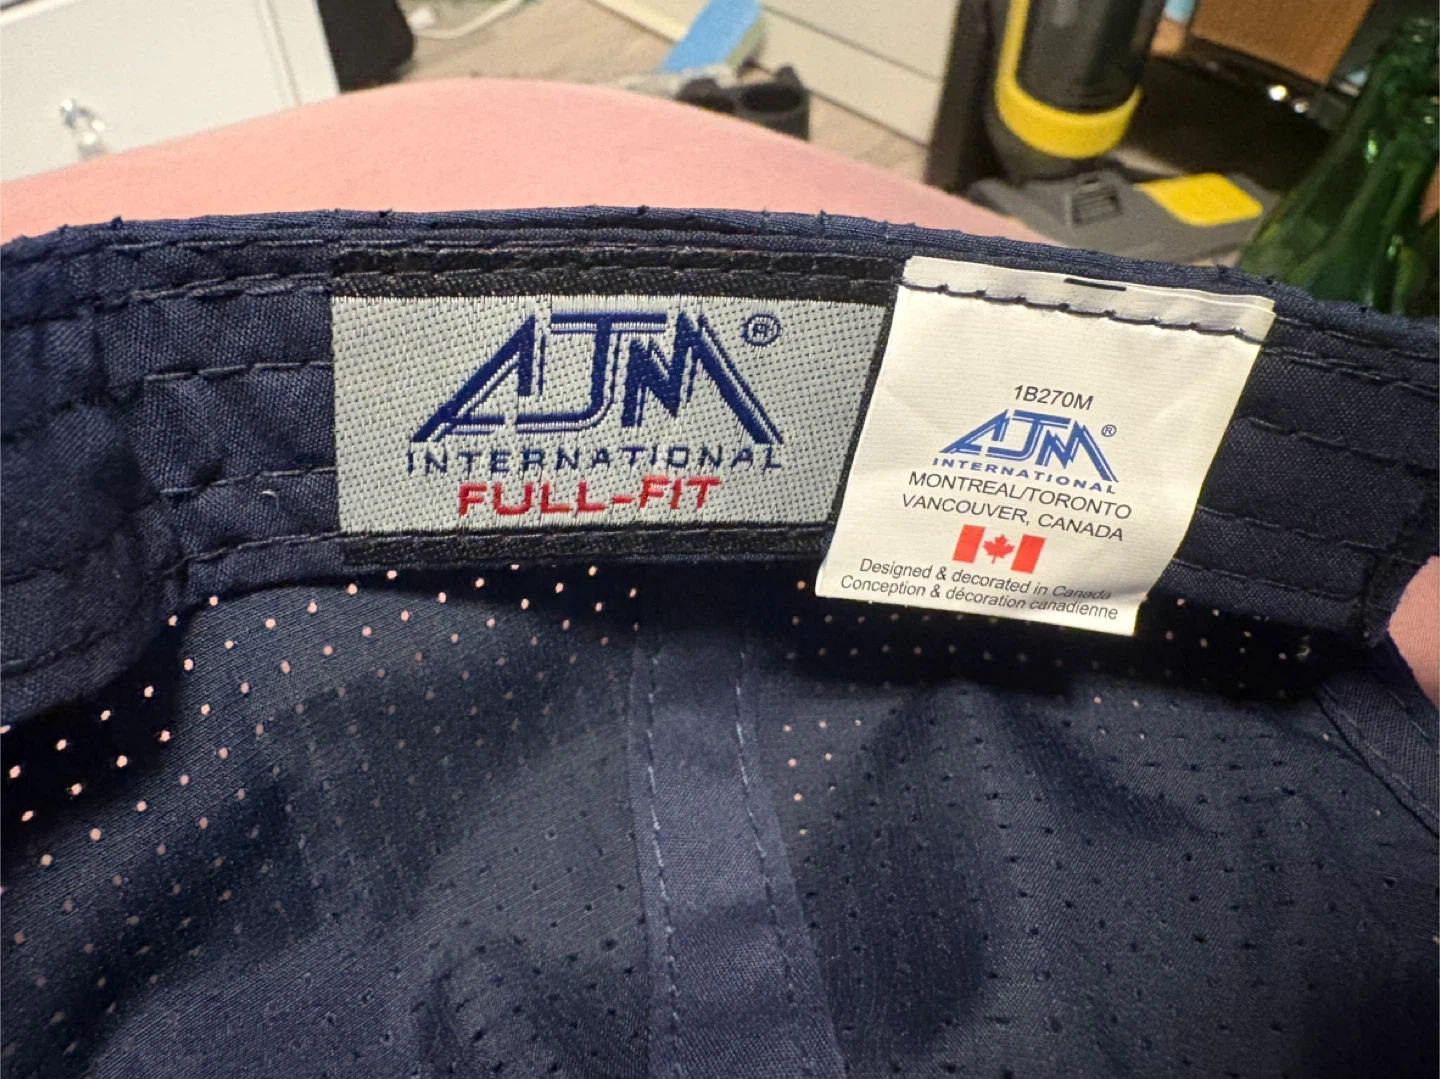 AJM®
INTERNATIONAL
FULL-FIT
1B270M
AJM®
INTERNATIONAL
MONTREAL/TORONTO
VANCOUVER, CANADA
Designed & decorated in Canada
Conception & décoration canadienne